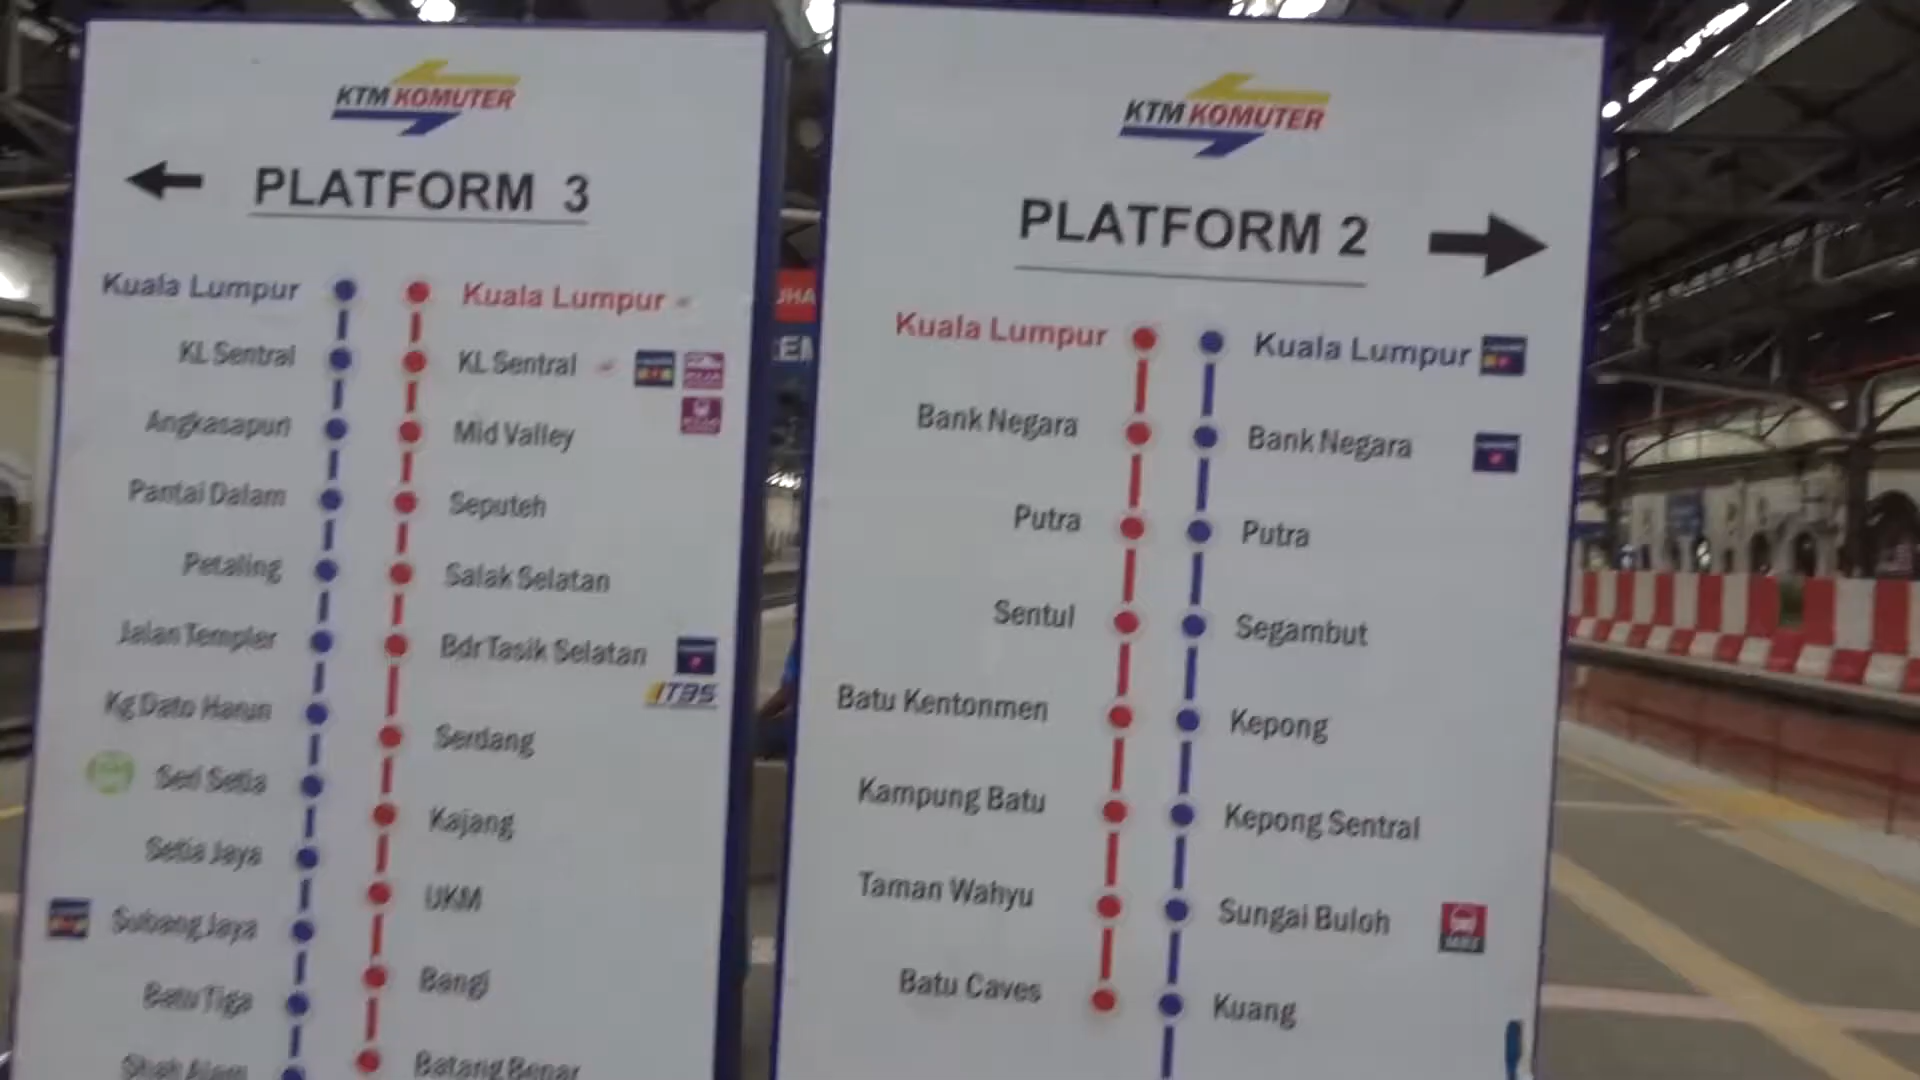 KTM KOMUTER
PLATFORM 3
Kuala Lumpur
KL Sentral
Angkasapuri
Pantai Dalam
Petaling
Jalan Templer
Kg Dato Harun
Seri Setia
Setia Jaya
Subang Jaya
Batu Tiga
Shah Alam
Kuala Lumpur
KL Sentral
Mid Valley
Seputeh
Salak Selatan
Bdr Tasik Selatan
TBS
Serdang
Kajang
UKM
Bangi
Batang Benar
KTM KOMUTER
PLATFORM 2
Kuala Lumpur
Bank Negara
Putra
Sentul
Batu Kentonmen
Kampung Batu
Taman Wahyu
Batu Caves
Kuala Lumpur
Bank Negara
Putra
Segambut
Kepong
Kepong Sentral
Sungai Buloh
Kuang